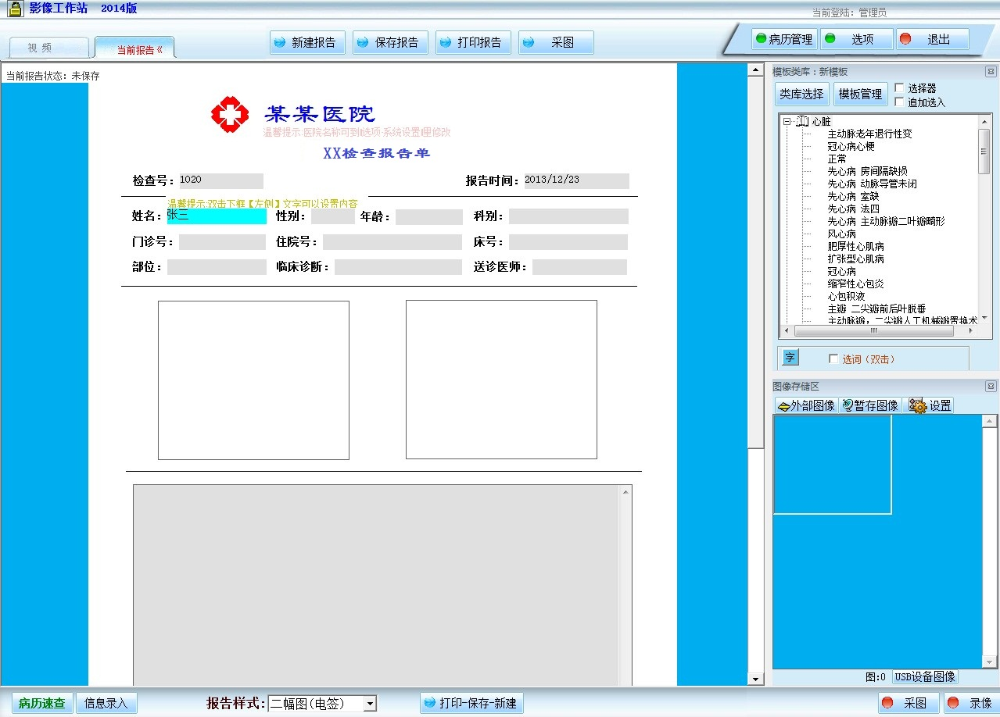 影像工作站 2014版
当前登陆：管理员
视 频
当前报告《
新建报告
保存报告
打印报告
采图
病历管理
选项
退出
当前报告状态：未保存
某某医院
温馨提示:医院名称可到\选项-系统设置\里修改
XX检查报告单
检查号：1020
报告时间：2013/12/23
温馨提示:双击下框【左侧】文字可以设置内容
姓名：张三 性别： 年龄： 科别：
门诊号： 住院号： 床号：
部位： 临床诊断： 送诊医师：
模板类库：新模板
类库选择
模板管理
选择器
追加选入
心脏
主动脉老年退行性变
冠心病心梗
正常
先心病 房间隔缺损
先心病 动脉导管未闭
先心病 室缺
先心病 法四
先心病 主动脉瓣二叶瓣畸形
风心病
肥厚性心肌病
扩张型心肌病
冠心病
缩窄性心包炎
心包积液
主瓣 二尖瓣前后叶脱垂
主动脉瓣，二尖瓣人工机械瓣置换术
字
选词（双击）
图像存储区
外部图像
暂存图像
设置
图:0
USB设备图像
病历速查
信息录入
报告样式：二幅图(电签)
打印-保存-新建
采图
录像